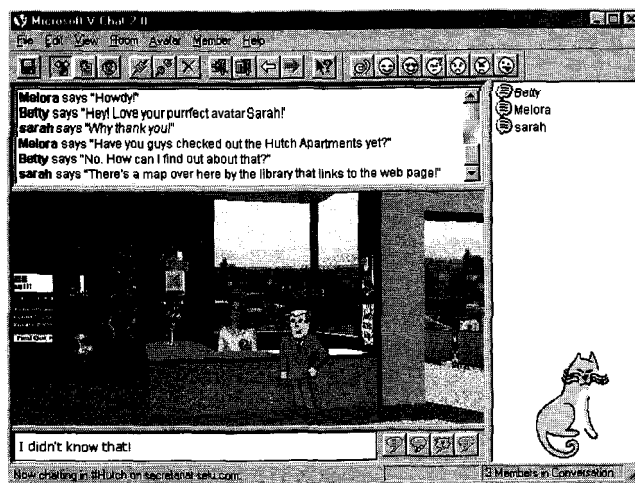 Microsoft V-Chat 2.0
File Edit View Room Avatar Member Help
Melora says "Howdy!"
Betty says "Hey! Love your purrfect avatar Sarah!"
sarah says "Why thank you!"
Melora says "Have you guys checked out the Hutch Apartments yet?"
Betty says "No. How can I find out about that?"
sarah says "There's a map over here by the library that links to the web page!"
Betty
Melora
sarah
I didn't know that!
Now chatting in #Hutch on
3 Members in Conversation